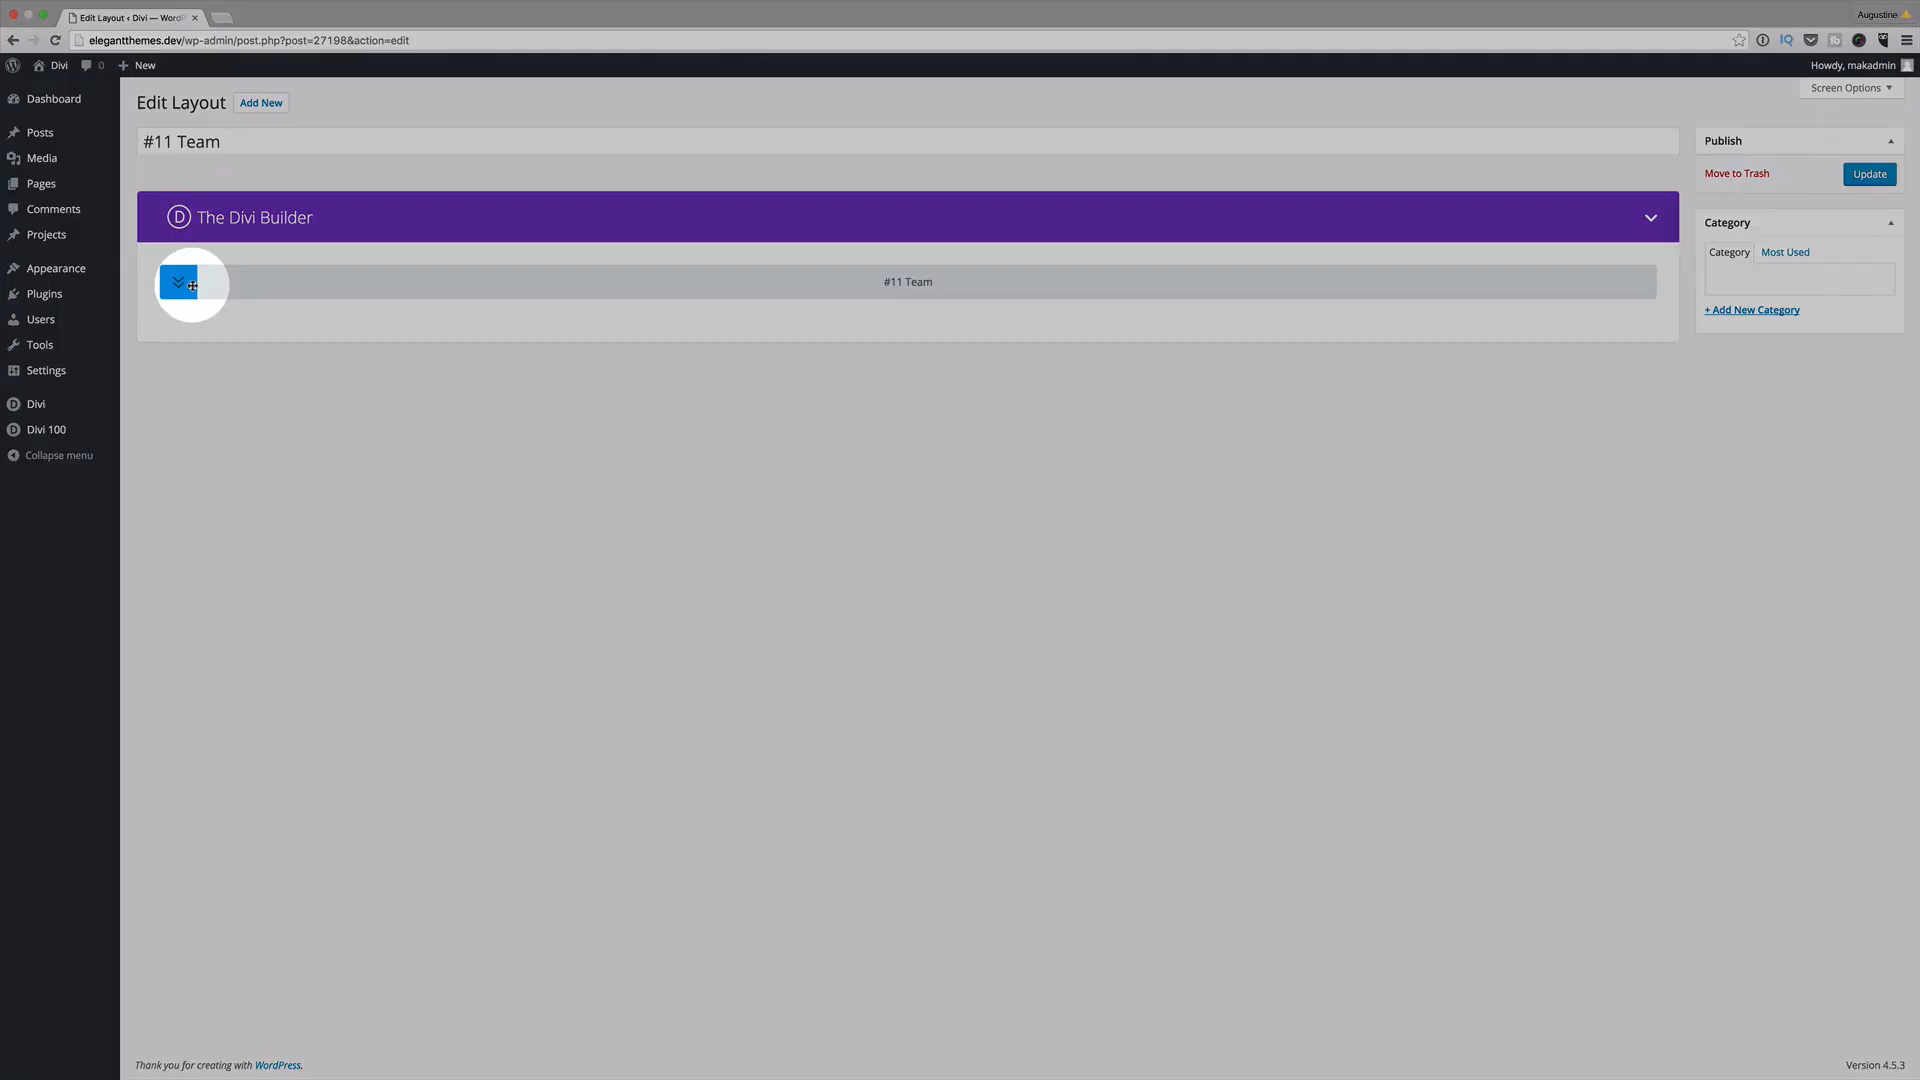 Edit Layout ‹ Divi — WordP
Augustine
elegantthemes.dev/wp-admin/post.php?post=27198&action=edit
Divi
0
New
Howdy, makadmin
Dashboard
Posts
Media
Pages
Comments
Projects
Appearance
Plugins
Users
Tools
Settings
Divi
Divi 100
Collapse menu
Screen Options
Edit Layout
Add New
#11 Team
The Divi Builder
#11 Team
Publish
Move to Trash
Update
Category
Category
Most Used
+ Add New Category
Thank you for creating with WordPress.
Version 4.5.3